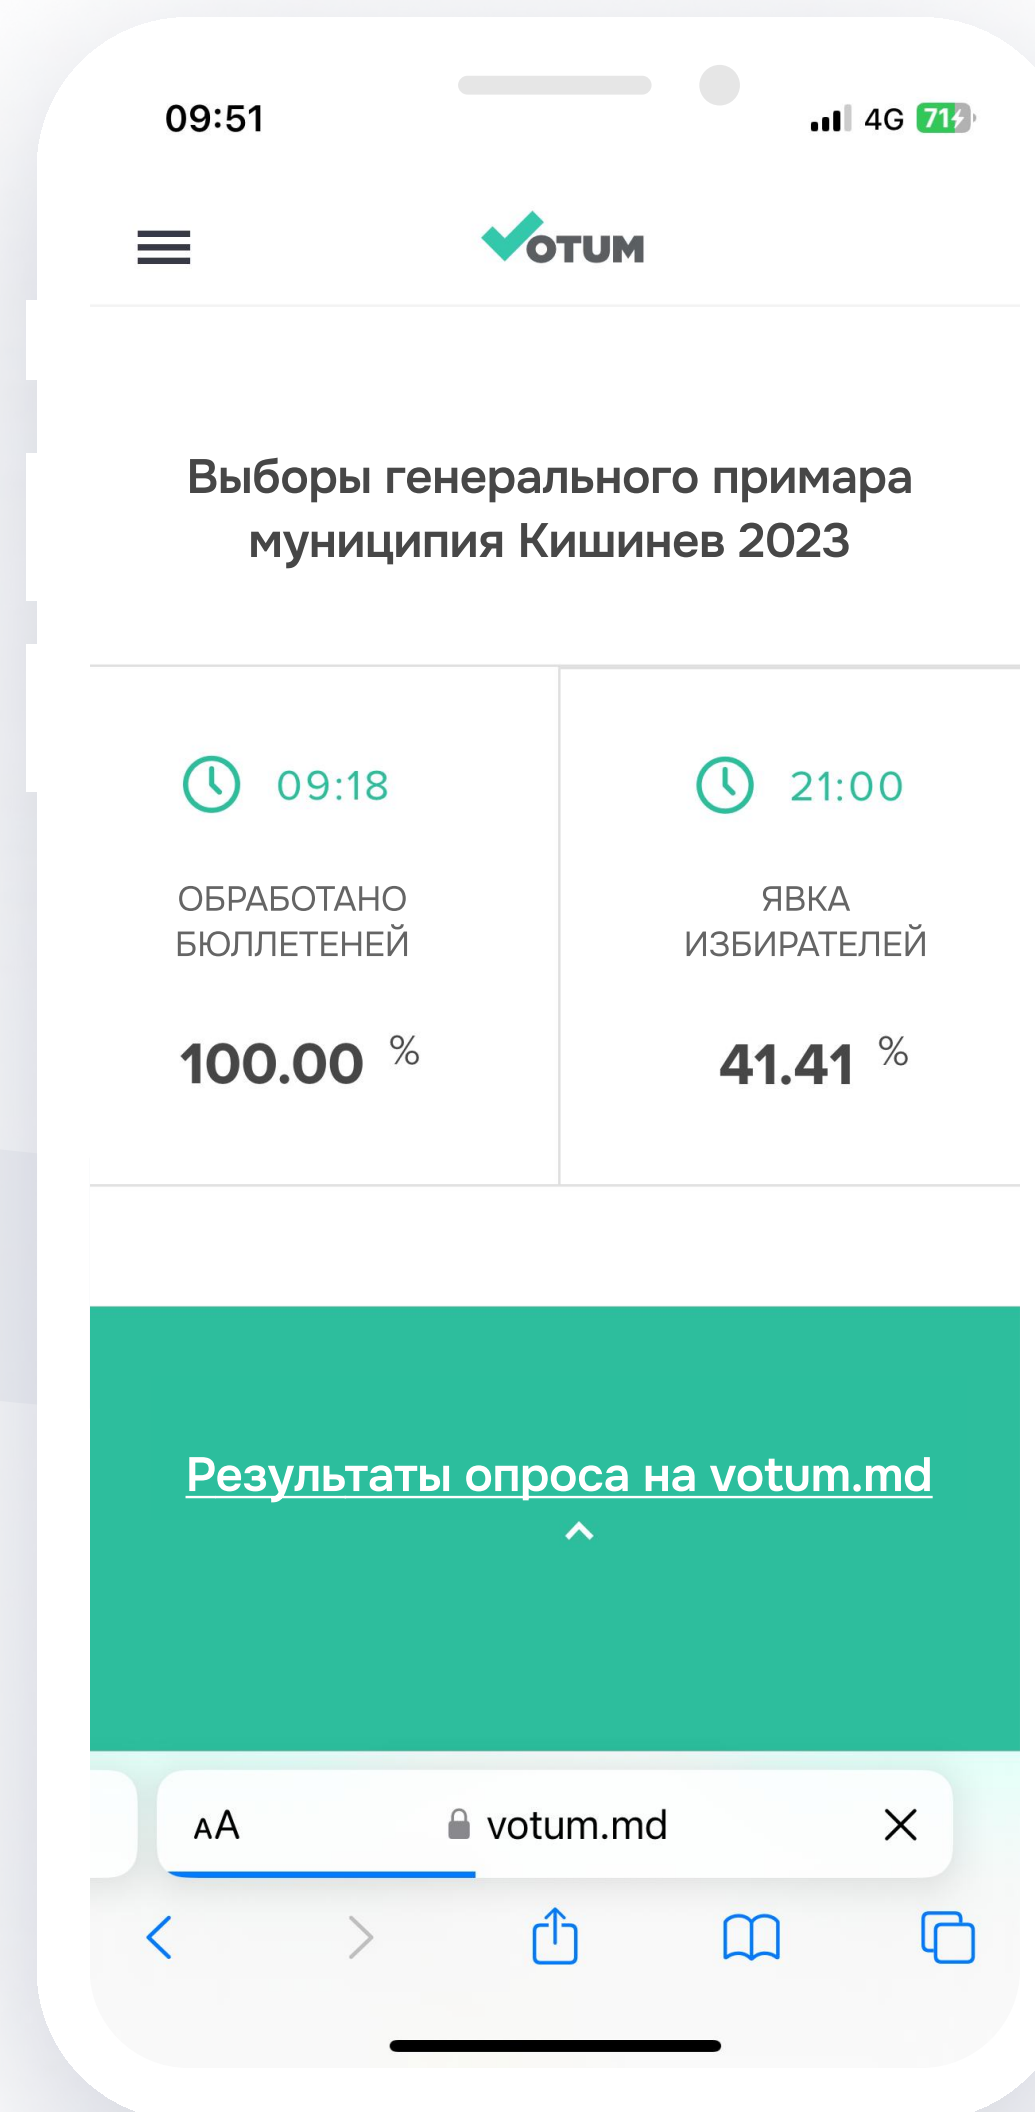 09:51
4G 71
VOTUM
Выборы генерального примара
муниципия Кишинев 2023
09:18
ОБРАБОТАНО
БЮЛЛЕТЕНЕЙ
100.00 %
21:00
ЯВКА
ИЗБИРАТЕЛЕЙ
41.41 %
Результаты опроса на votum.md
AA votum.md